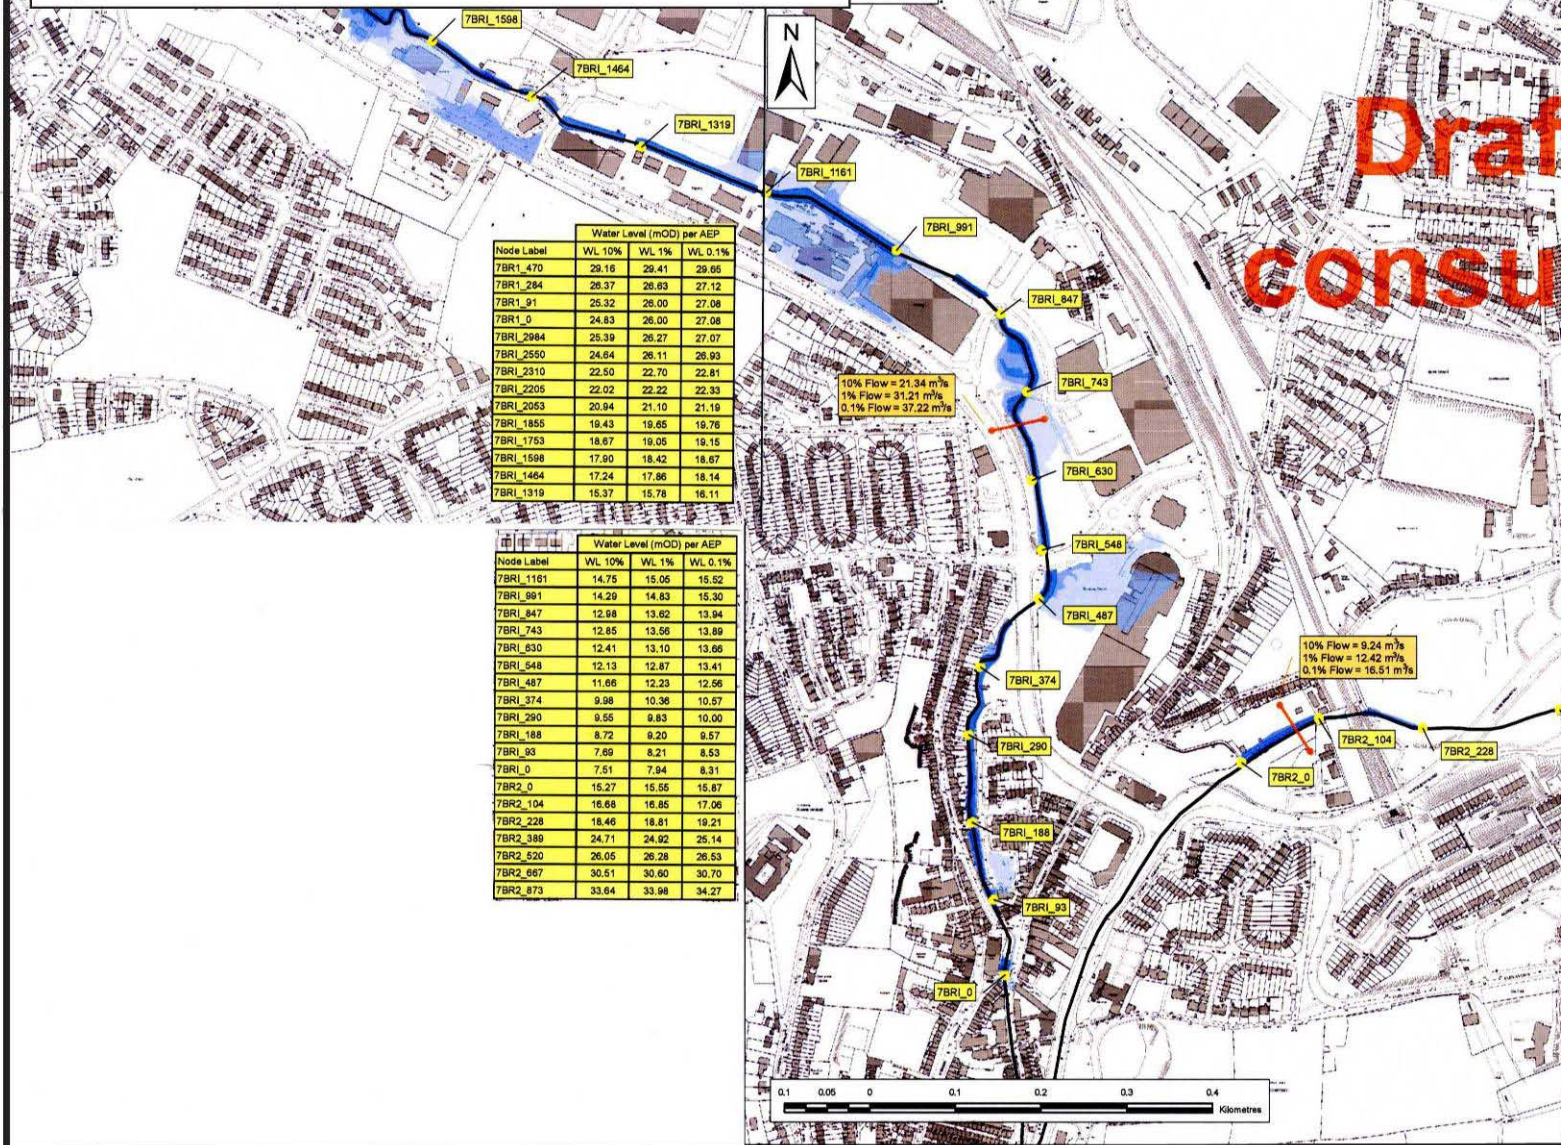 7BRI_1598
7BRI_1464
7BRI_1319
7BRI_1161
7BRI_991
7BRI_847
7BRI_743
7BRI_630
7BRI_548
7BRI_487
7BRI_374
7BRI_290
7BRI_188
7BRI_93
7BRI_0
7BR2_0
7BR2_104
7BR2_228
N
Draf
consu
10% Flow = 21.34 m³/s
1% Flow = 31.21 m³/s
0.1% Flow = 37.22 m³/s
10% Flow = 9.24 m³/s
1% Flow = 12.42 m³/s
0.1% Flow = 16.51 m³/s
Water Level (mOD) per AEP
Node Label WL 10% WL 1% WL 0.1%
7BR1_470 29.16 29.41 29.65
7BR1_284 26.37 26.63 27.12
7BR1_91 25.32 26.00 27.08
7BR1_0 24.83 26.00 27.08
7BRI_2984 25.39 26.27 27.07
7BRI_2550 24.64 26.11 26.93
7BRI_2310 22.50 22.70 22.81
7BRI_2205 22.02 22.22 22.33
7BRI_2053 20.94 21.10 21.19
7BRI_1855 19.43 19.65 19.76
7BRI_1753 18.67 19.05 19.15
7BRI_1598 17.90 18.42 18.67
7BRI_1464 17.24 17.86 18.14
7BRI_1319 15.37 15.78 16.11
Water Level (mOD) per AEP
Node Label WL 10% WL 1% WL 0.1%
7BRI_1161 14.75 15.05 15.52
7BRI_991 14.29 14.83 15.30
7BRI_847 12.98 13.62 13.94
7BRI_743 12.85 13.56 13.89
7BRI_630 12.41 13.10 13.66
7BRI_548 12.13 12.87 13.41
7BRI_487 11.66 12.23 12.56
7BRI_374 9.98 10.36 10.57
7BRI_290 9.55 9.83 10.00
7BRI_188 8.72 9.20 9.57
7BRI_93 7.69 8.21 8.53
7BRI_0 7.51 7.94 8.31
7BR2_0 15.27 15.55 15.87
7BR2_104 16.68 16.85 17.06
7BR2_228 18.46 18.81 19.21
7BR2_389 24.71 24.92 25.14
7BR2_520 26.05 26.28 26.53
7BR2_667 30.51 30.60 30.70
7BR2_873 33.64 33.98 34.27
0.1 0.05 0 0.1 0.2 0.3 0.4
Kilometres